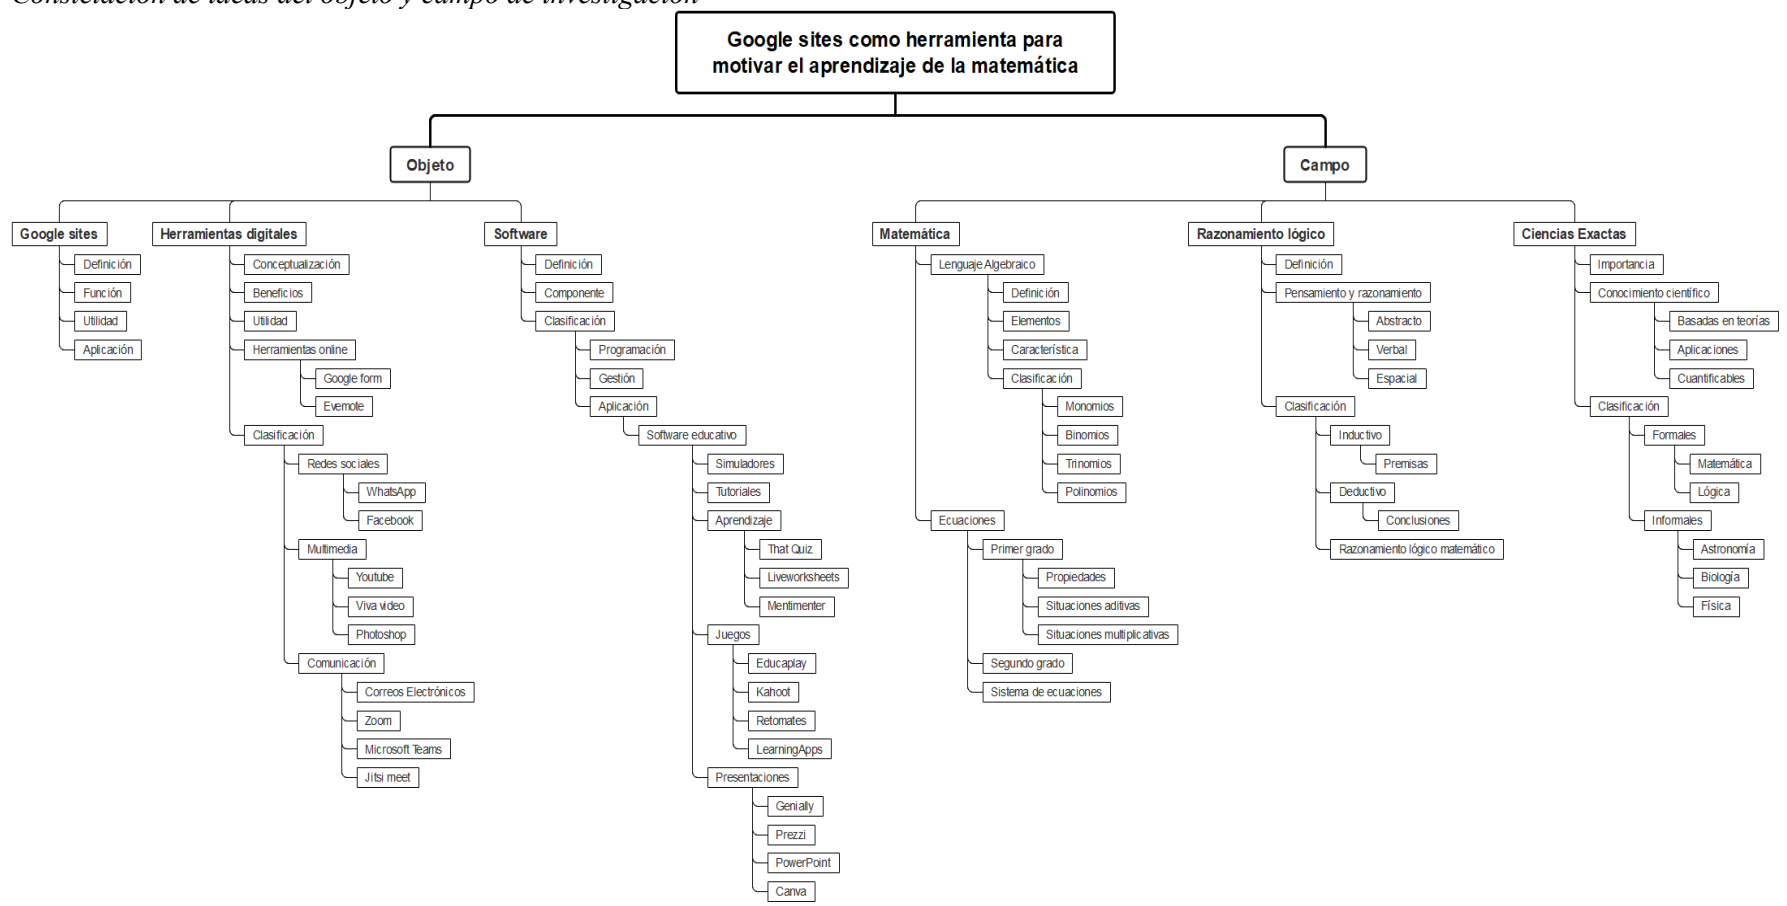 Constelación de ideas del objeto y campo de investigación
Google sites como herramienta para
motivar el aprendizaje de la matemática
Objeto
Campo
Google sites
Definición
Función
Utilidad
Aplicación
Herramientas digitales
Conceptualización
Beneficios
Utilidad
Herramientas online
Google form
Evernote
Clasificación
Redes sociales
WhatsApp
Facebook
Multimedia
Youtube
Viva video
Photoshop
Comunicación
Correos Electrónicos
Zoom
Microsoft Teams
Jitsi meet
Software
Definición
Componente
Clasificación
Programación
Gestión
Aplicación
Software educativo
Simuladores
Tutoriales
Aprendizaje
That Quiz
Liveworksheets
Mentimenter
Juegos
Educaplay
Kahoot
Retomates
LearningApps
Presentaciones
Genially
Prezzi
PowerPoint
Canva
Matemática
Lenguaje Algebraico
Definición
Elementos
Característica
Clasificación
Monomios
Binomios
Trinomios
Polinomios
Ecuaciones
Primer grado
Propiedades
Situaciones aditivas
Situaciones multiplicativas
Segundo grado
Sistema de ecuaciones
Razonamiento lógico
Definición
Pensamiento y razonamiento
Abstracto
Verbal
Espacial
Clasificación
Inductivo
Premisas
Deductivo
Conclusiones
Razonamiento lógico matemático
Ciencias Exactas
Importancia
Conocimiento científico
Basadas en teorías
Aplicaciones
Cuantificables
Clasificación
Formales
Matemática
Lógica
Informales
Astronomía
Biología
Física